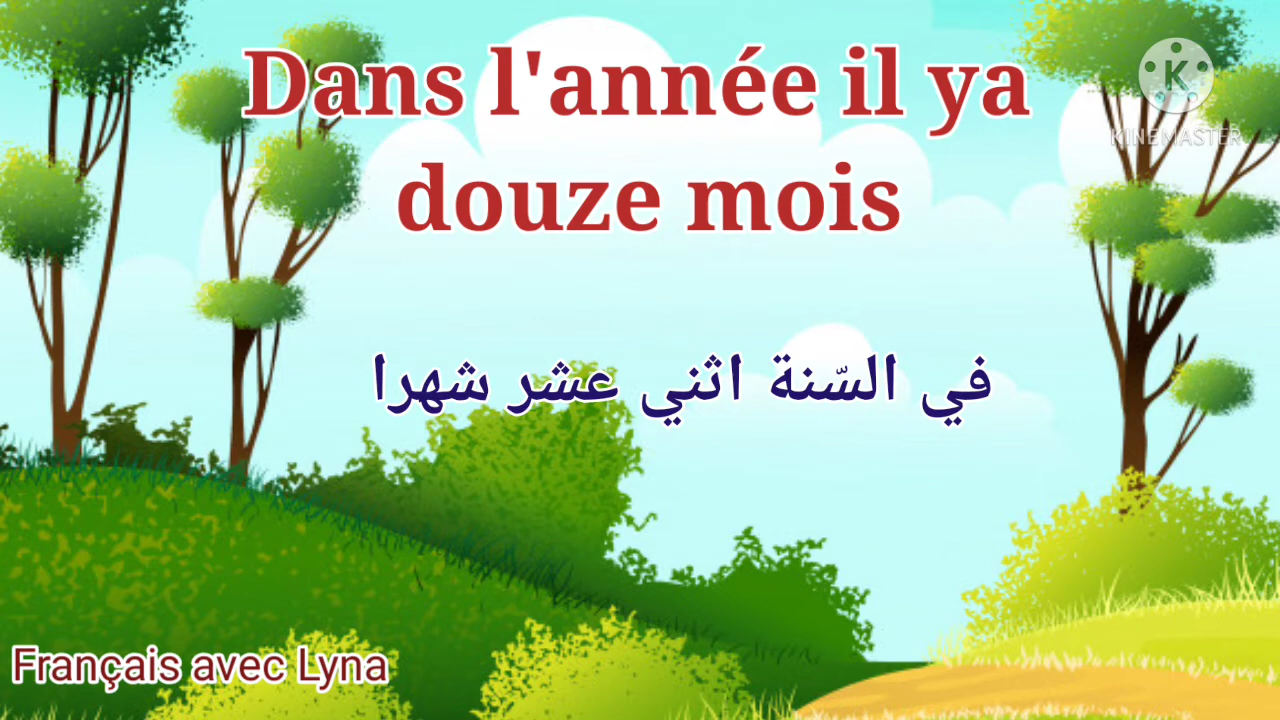 Dans l'année il ya
douze mois
في السّنة اثني عشر شهرا
Français avec Lyna
K
KINEMASTER